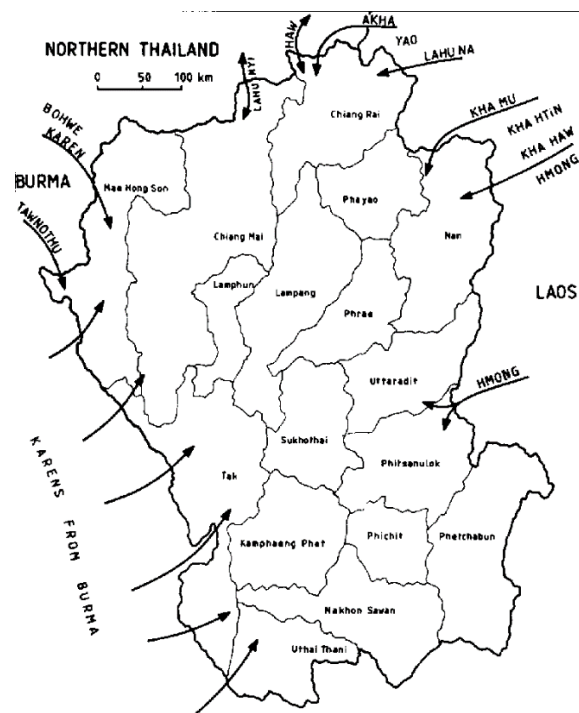 NORTHERN THAILAND
0 50 100 km
HAW
AKHA
YAO
LAHU NA
LAHU NYI
Chiang Rai
BOHWE
KAREN
KHA MU
KHA HTIN
KHA HAW
HMONG
BURMA
Mae Hong Son
Phayao
TAWNOTHU
Chiang Mai
Nan
Lamphun
Lampang
LAOS
Phrae
Uttaradit
HMONG
Sukhothai
Phitsanulok
Tak
KARENS FROM BURMA
Kamphaeng Phet
Phichit
Phetchabun
Nakhon Sawan
Uthai Thani